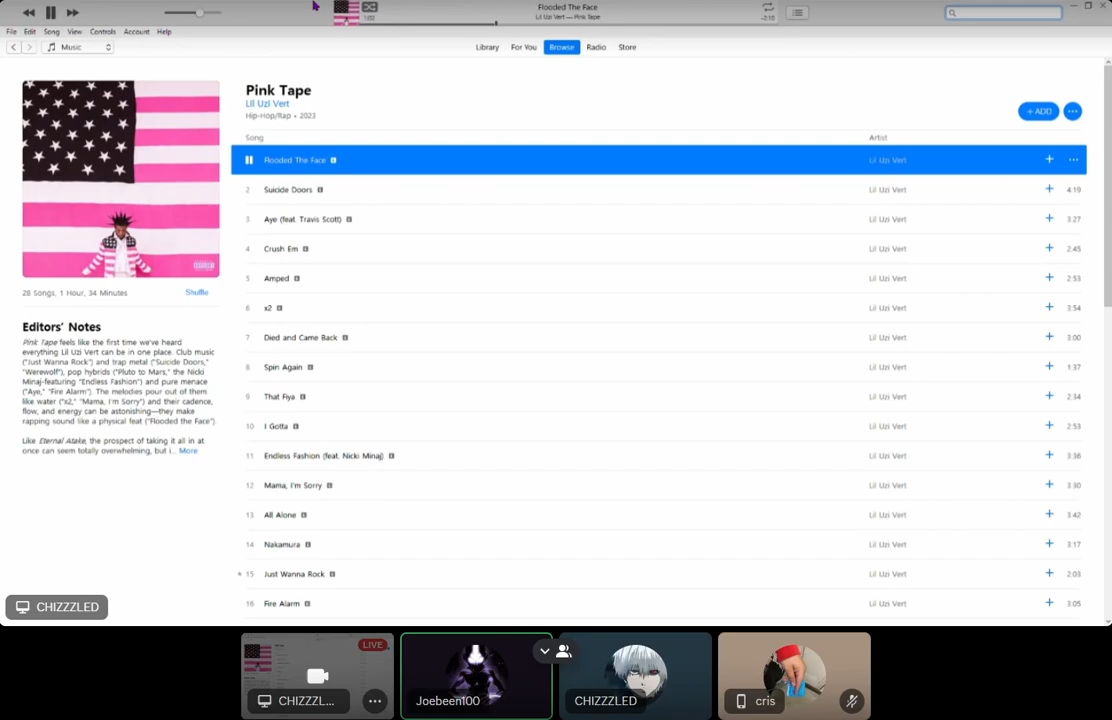 Flooded The Face
Lil Uzi Vert — Pink Tape
1:02
-2:10
File Edit Song View Controls Account Help
Music
Library For You Browse Radio Store
Pink Tape
Lil Uzi Vert
Hip-Hop/Rap • 2023
+ ADD
Song Artist
Flooded The Face E Lil Uzi Vert
2 Suicide Doors E Lil Uzi Vert 4:19
3 Aye (feat. Travis Scott) E Lil Uzi Vert 3:27
4 Crush Em E Lil Uzi Vert 2:45
5 Amped E Lil Uzi Vert 2:53
6 x2 E Lil Uzi Vert 3:54
7 Died and Came Back E Lil Uzi Vert 3:00
8 Spin Again E Lil Uzi Vert 1:37
9 That Fiya E Lil Uzi Vert 2:34
10 I Gotta E Lil Uzi Vert 2:53
11 Endless Fashion (feat. Nicki Minaj) E Lil Uzi Vert 3:36
12 Mama, I'm Sorry E Lil Uzi Vert 3:30
13 All Alone E Lil Uzi Vert 3:42
14 Nakamura E Lil Uzi Vert 3:17
★ 15 Just Wanna Rock E Lil Uzi Vert 2:03
16 Fire Alarm E Lil Uzi Vert 3:05
28 Songs, 1 Hour, 34 Minutes Shuffle
Editors' Notes
Pink Tape feels like the first time we've heard
everything Lil Uzi Vert can be in one place. Club music
("Just Wanna Rock") and trap metal ("Suicide Doors,"
"Werewolf"), pop hybrids ("Pluto to Mars," the Nicki
Minaj-featuring "Endless Fashion") and pure menace
("Aye," "Fire Alarm"). The melodies pour out of them
like water ("x2," "Mama, I'm Sorry") and their cadence,
flow, and energy can be astonishing—they make
rapping sound like a physical feat ("Flooded the Face").
Like Eternal Atake, the prospect of taking it all in at
once can seem totally overwhelming, but i... More
CHIZZZLED
LIVE
CHIZZZL...
Joebeen100
CHIZZZLED
cris